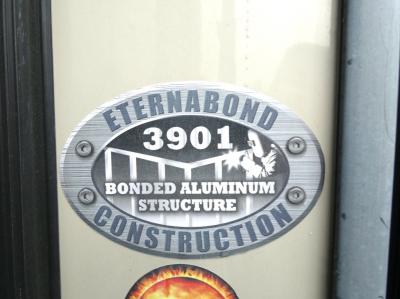 ETERNABOND
3901
BONDED ALUMINUM
STRUCTURE
CONSTRUCTION